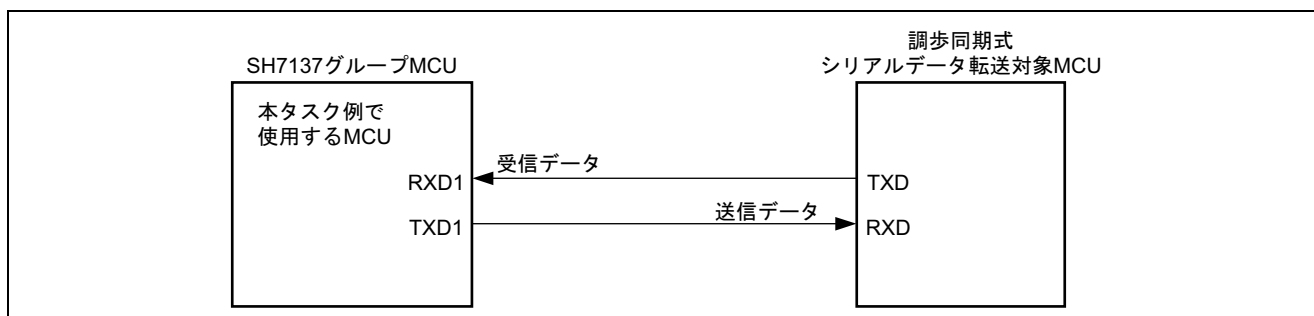 SH7137グループMCU
調歩同期式
シリアルデータ転送対象MCU
本タスク例で
使用するMCU
受信データ
RXD1
TXD
送信データ
TXD1
RXD